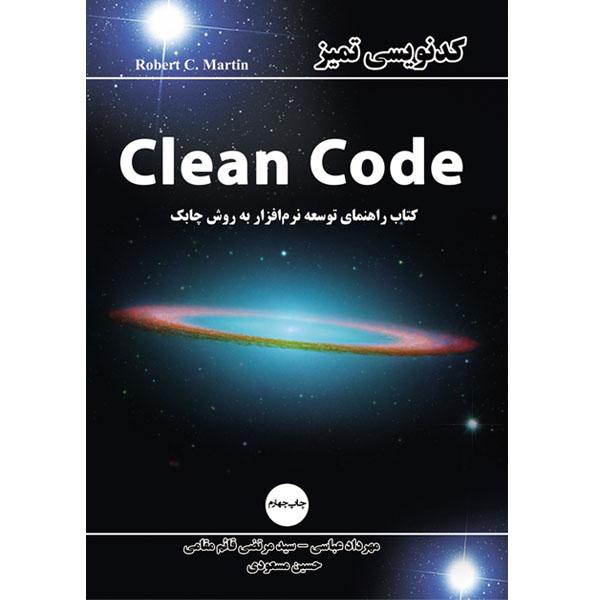 کدنویسی تمیز
Robert C. Martin
Clean Code
کتاب راهنمای توسعه نرم‌افزار به روش چابک
چاپ چهارم
مهرداد عباسی - سید مرتضی قائم مقامی
حسین مسعودی